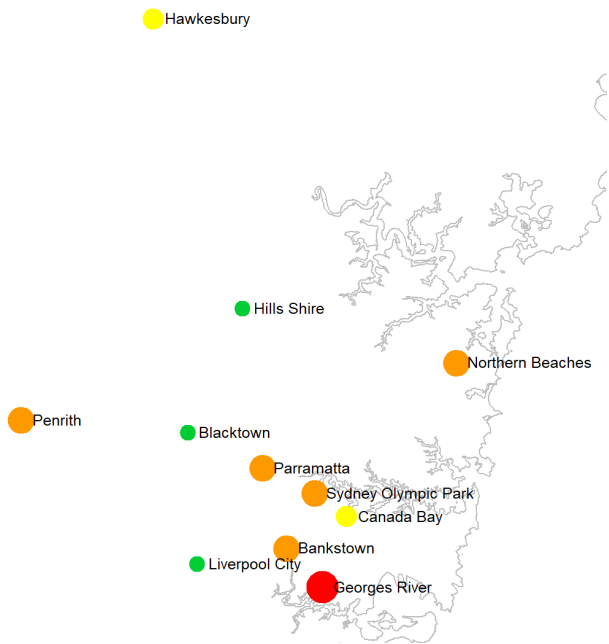 Hawkesbury
Hills Shire
Northern Beaches
Penrith
Blacktown
Parramatta
Sydney Olympic Park
Canada Bay
Bankstown
Liverpool City
Georges River